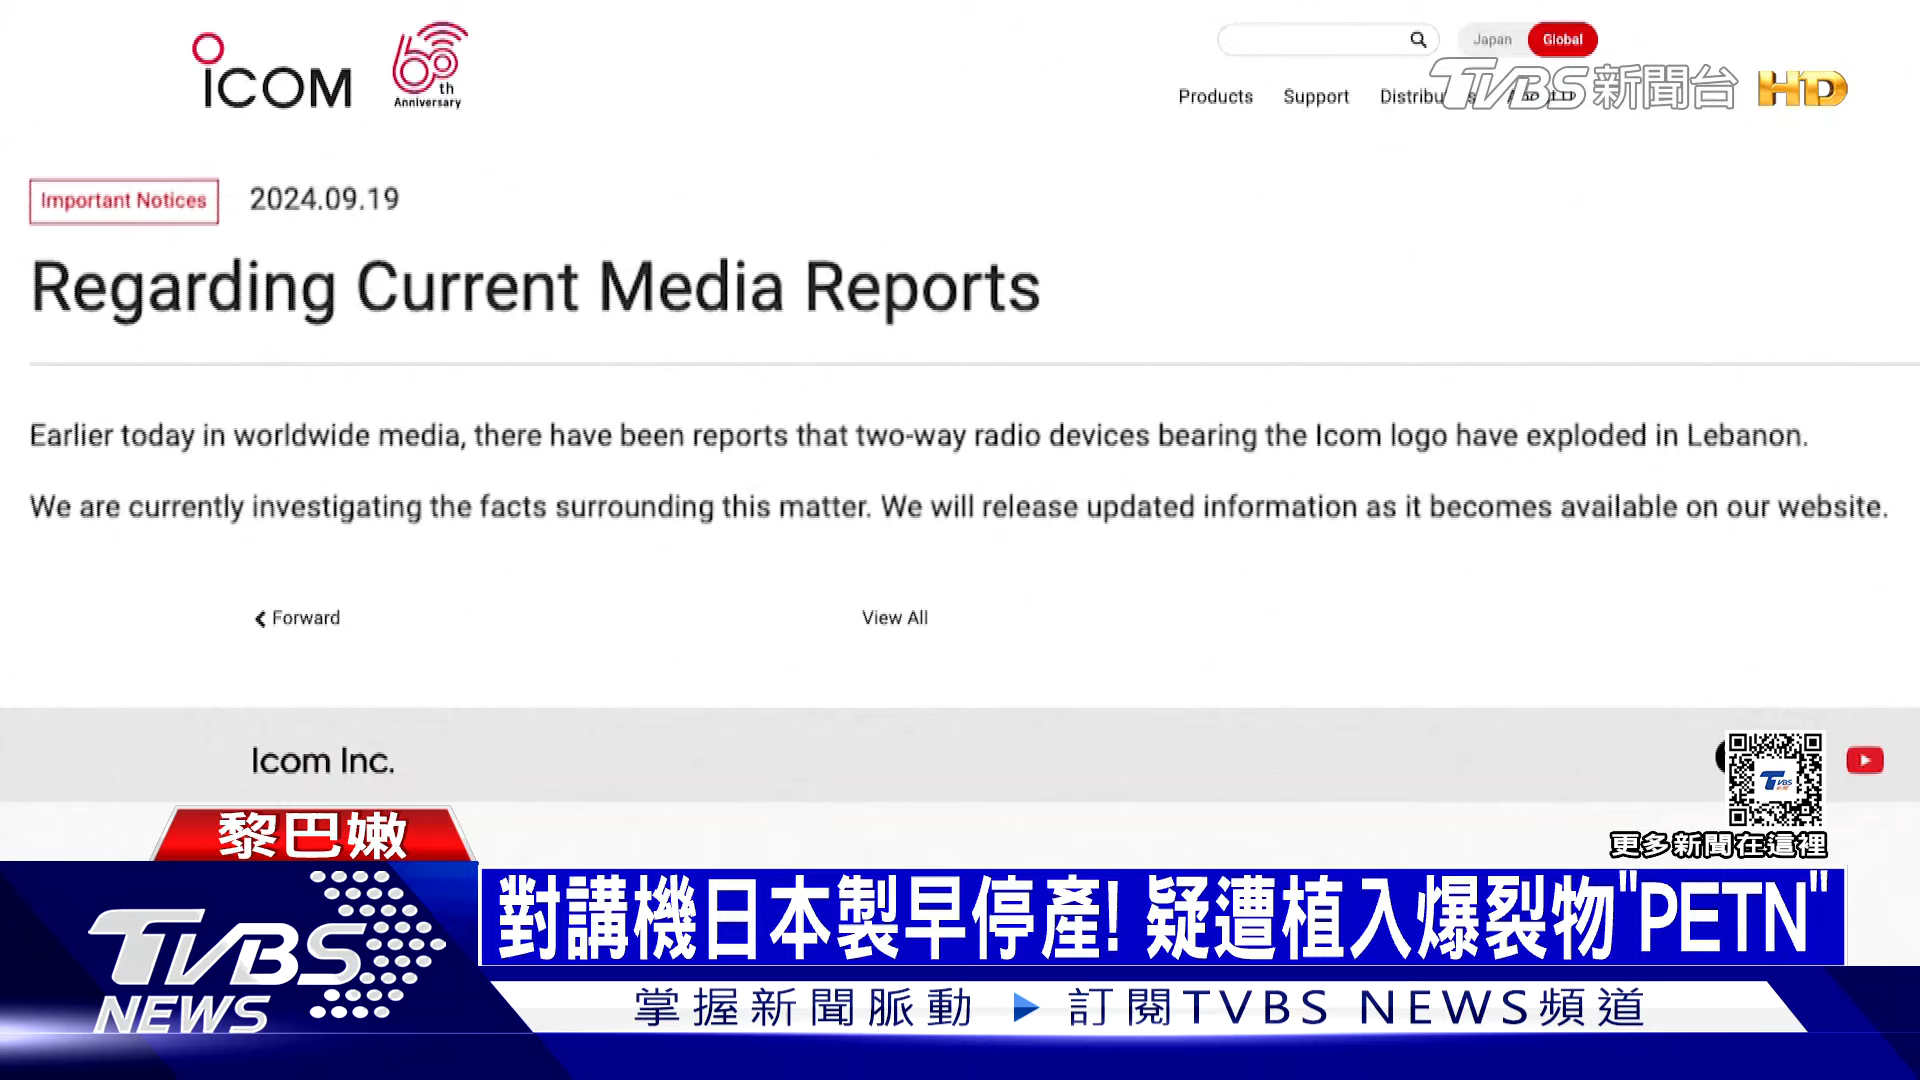 ICOM
60th
Anniversary
Japan
Global
Products
Support
TVBS新聞台 HD
Important Notices
2024.09.19
Regarding Current Media Reports
Earlier today in worldwide media, there have been reports that two-way radio devices bearing the Icom logo have exploded in Lebanon.
We are currently investigating the facts surrounding this matter. We will release updated information as it becomes available on our website.
Forward
View All
Icom Inc.
TVBS
更多新聞在這裡
黎巴嫩
對講機日本製早停產! 疑遭植入爆裂物"PETN"
TVBS
NEWS
掌握新聞脈動 ▶ 訂閱TVBS NEWS頻道